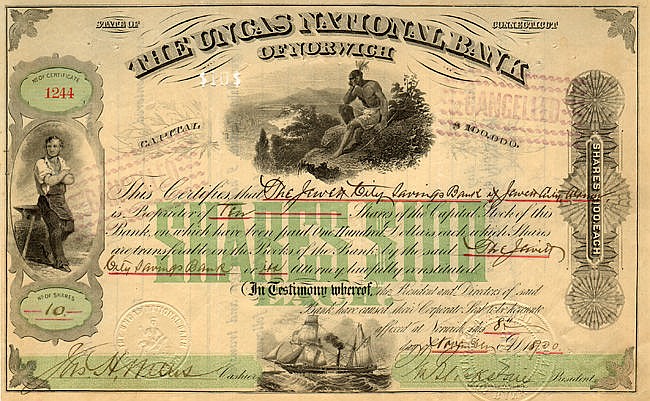 STATE OF CONNECTICUT
THE UNCAS NATIONAL BANK
OF NORWICH
No OF CERTIFICATE
1244
CANCELLED
CAPITAL $100,000.
SHARES $100 EACH
This Certifies that The Jewett City Savings Bank of Jewett City
is Proprietor of Ten Shares of the Capital Stock of this
Bank, on which have been paid One Hundred Dollars each, which Shares
are transferable on the Books of the Bank, by the said The Jewett
City Savings Bank or its Attorney lawfully constituted
(In Testimony whereof, the President and Directors of said
Bank have caused their Corporate Seal to be hereunto
affixed at Norwich this 8th
day of November
No OF SHARES
10
Cashier
President